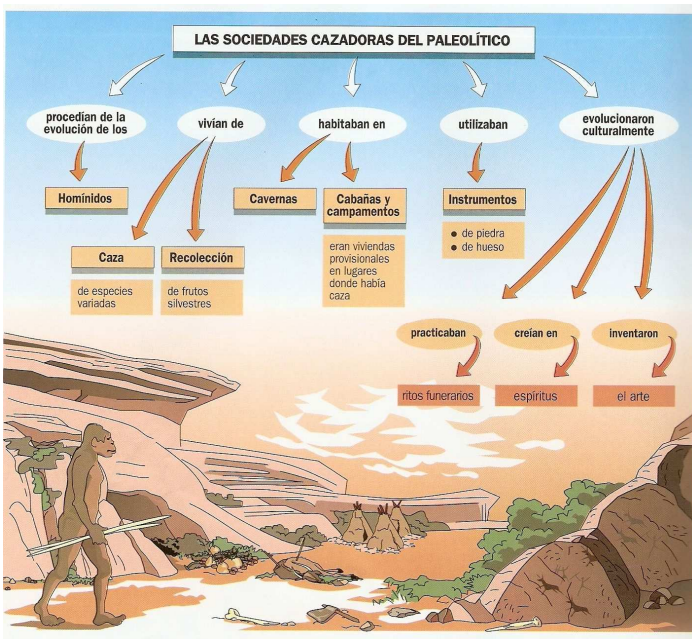 LAS SOCIEDADES CAZADORAS DEL PALEOLÍTICO
procedían de la
evolución de los
vivían de
habitaban en
utilizaban
evolucionaron
culturalmente
Homínidos
Cavernas
Cabañas y
campamentos
eran viviendas
provisionales
en lugares
donde había
caza
Instrumentos
● de piedra
● de hueso
Caza
de especies
variadas
Recolección
de frutos
silvestres
practicaban
creían en
inventaron
ritos funerarios
espíritus
el arte